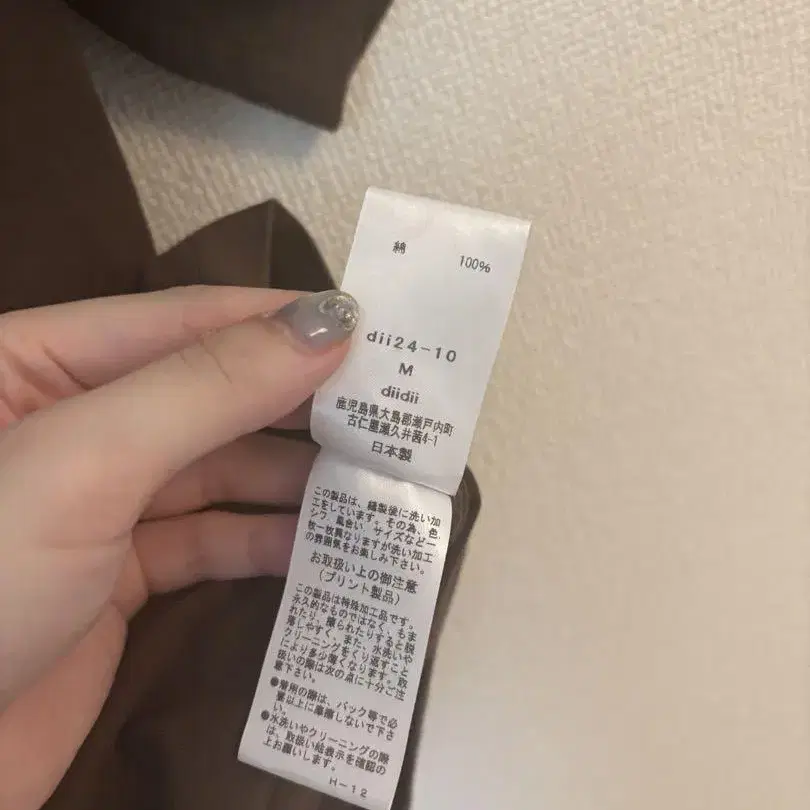 綿 100%
dii24-10
M
diidii
鹿児島県大島郡瀬戸内町
古仁屋瀬久井茜4-1
日本製
この製品は、縫製後に洗い加
工をしています。その為、色、
シワ、風合い、サイズなど一
枚一枚異なりますが洗い加工
の雰囲気をお楽しみ下さい。
お取扱い上の御注意
(プリント製品)
この製品は特殊加工品です。
永久的なものではなく、もま
れたり、擦られたりすると脱
落しやすく、また、水洗いや
クリーニングをくり返すこと
により多少薄くなります。取
扱いの際は次の点に十分ご注
意下さい。
●着用の際は、バック等で必
要以上に摩擦しないで下さ
い。
●水洗いやクリーニングの際
は、取扱い絵表示を確認の
上お願いします。
H-12